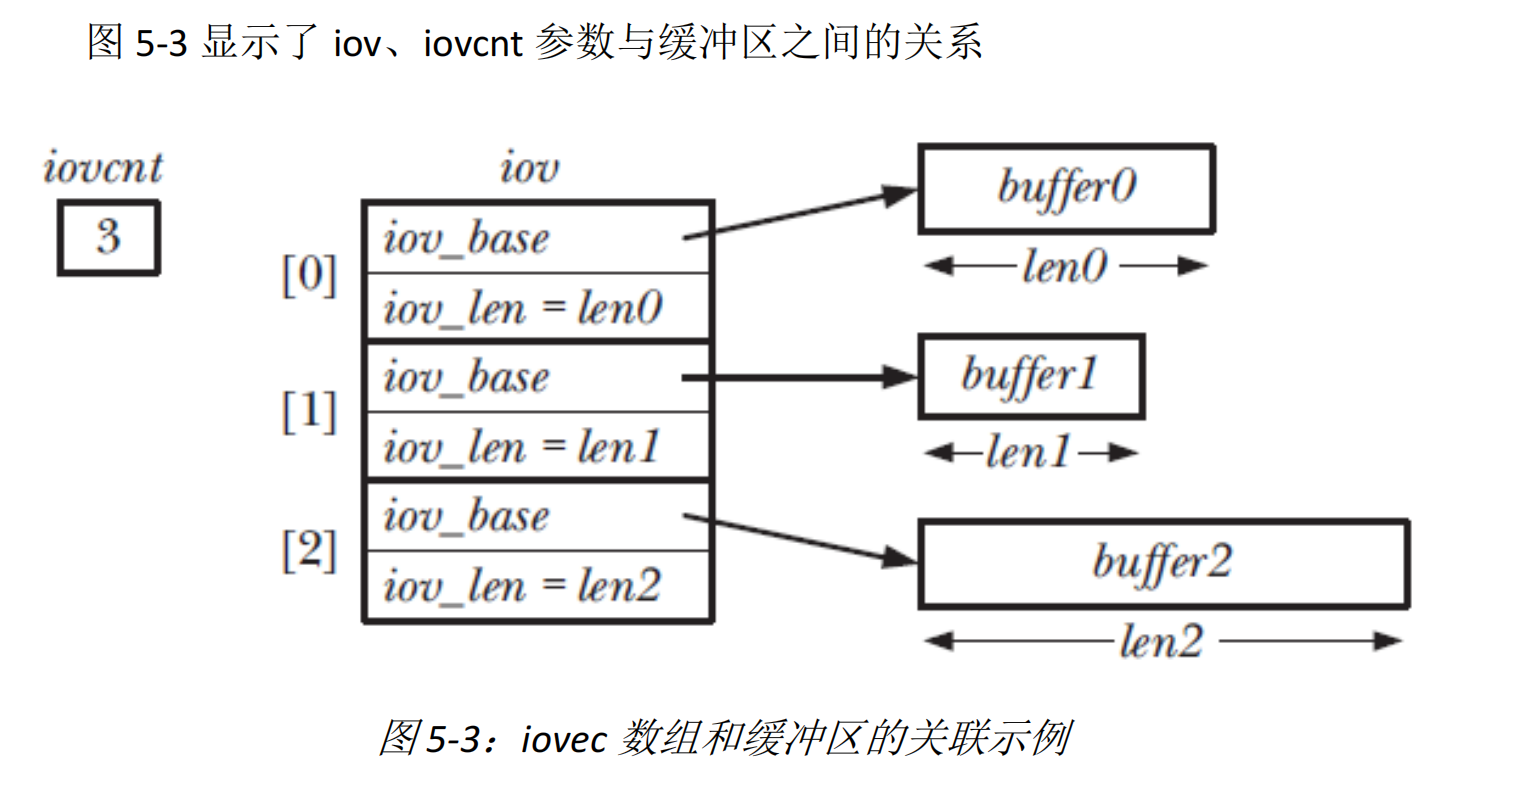 图 5-3 显示了 iov、iovcnt 参数与缓冲区之间的关系
iovcnt
3
iov
[0]
iov_base
iov_len = len0
[1]
iov_base
iov_len = len1
[2]
iov_base
iov_len = len2
buffer0
len0
buffer1
len1
buffer2
len2
图 5-3：iovec 数组和缓冲区的关联示例